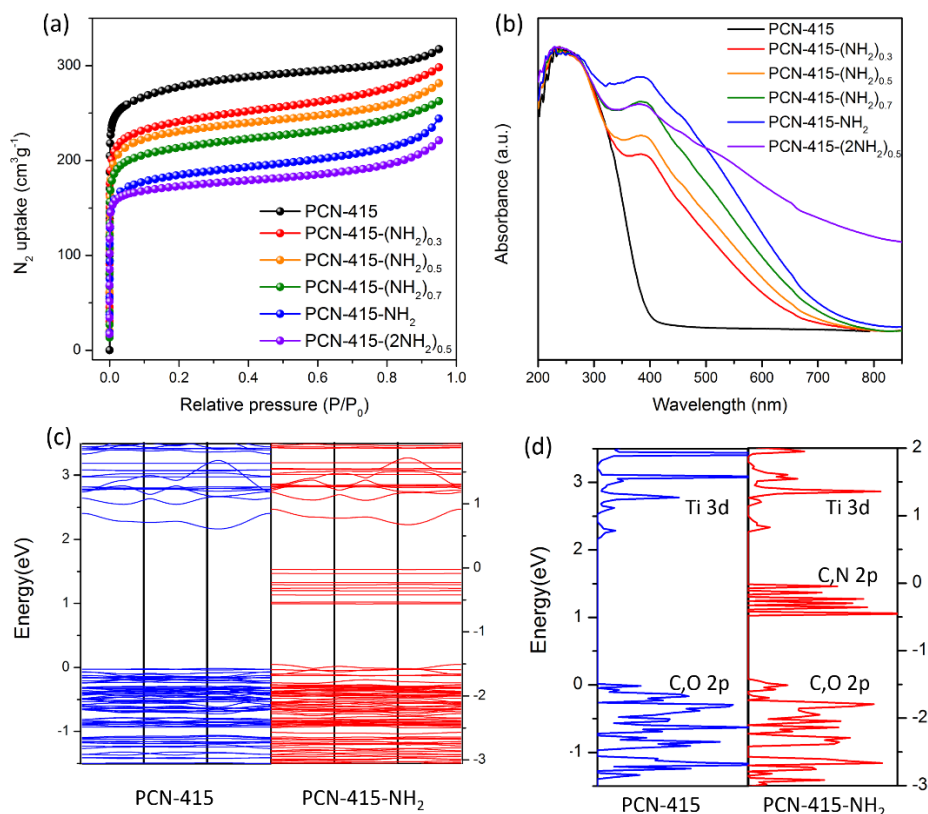 (a)
N₂ uptake (cm³g⁻¹)
300
200
100
0
0.0 0.2 0.4 0.6 0.8 1.0
Relative pressure (P/P₀)
PCN-415
PCN-415-(NH₂)₀.₃
PCN-415-(NH₂)₀.₅
PCN-415-(NH₂)₀.₇
PCN-415-NH₂
PCN-415-(2NH₂)₀.₅
(b)
Absorbance (a.u.)
200 300 400 500 600 700 800
Wavelength (nm)
PCN-415
PCN-415-(NH₂)₀.₃
PCN-415-(NH₂)₀.₅
PCN-415-(NH₂)₀.₇
PCN-415-NH₂
PCN-415-(2NH₂)₀.₅
(c)
Energy(eV)
3
2
1
0
-1
1
0
-1
-2
-3
PCN-415 PCN-415-NH₂
(d)
Energy(eV)
3
2
1
0
-1
2
1
0
-1
-2
-3
Ti 3d Ti 3d
C,N 2p
C,O 2p C,O 2p
PCN-415 PCN-415-NH₂